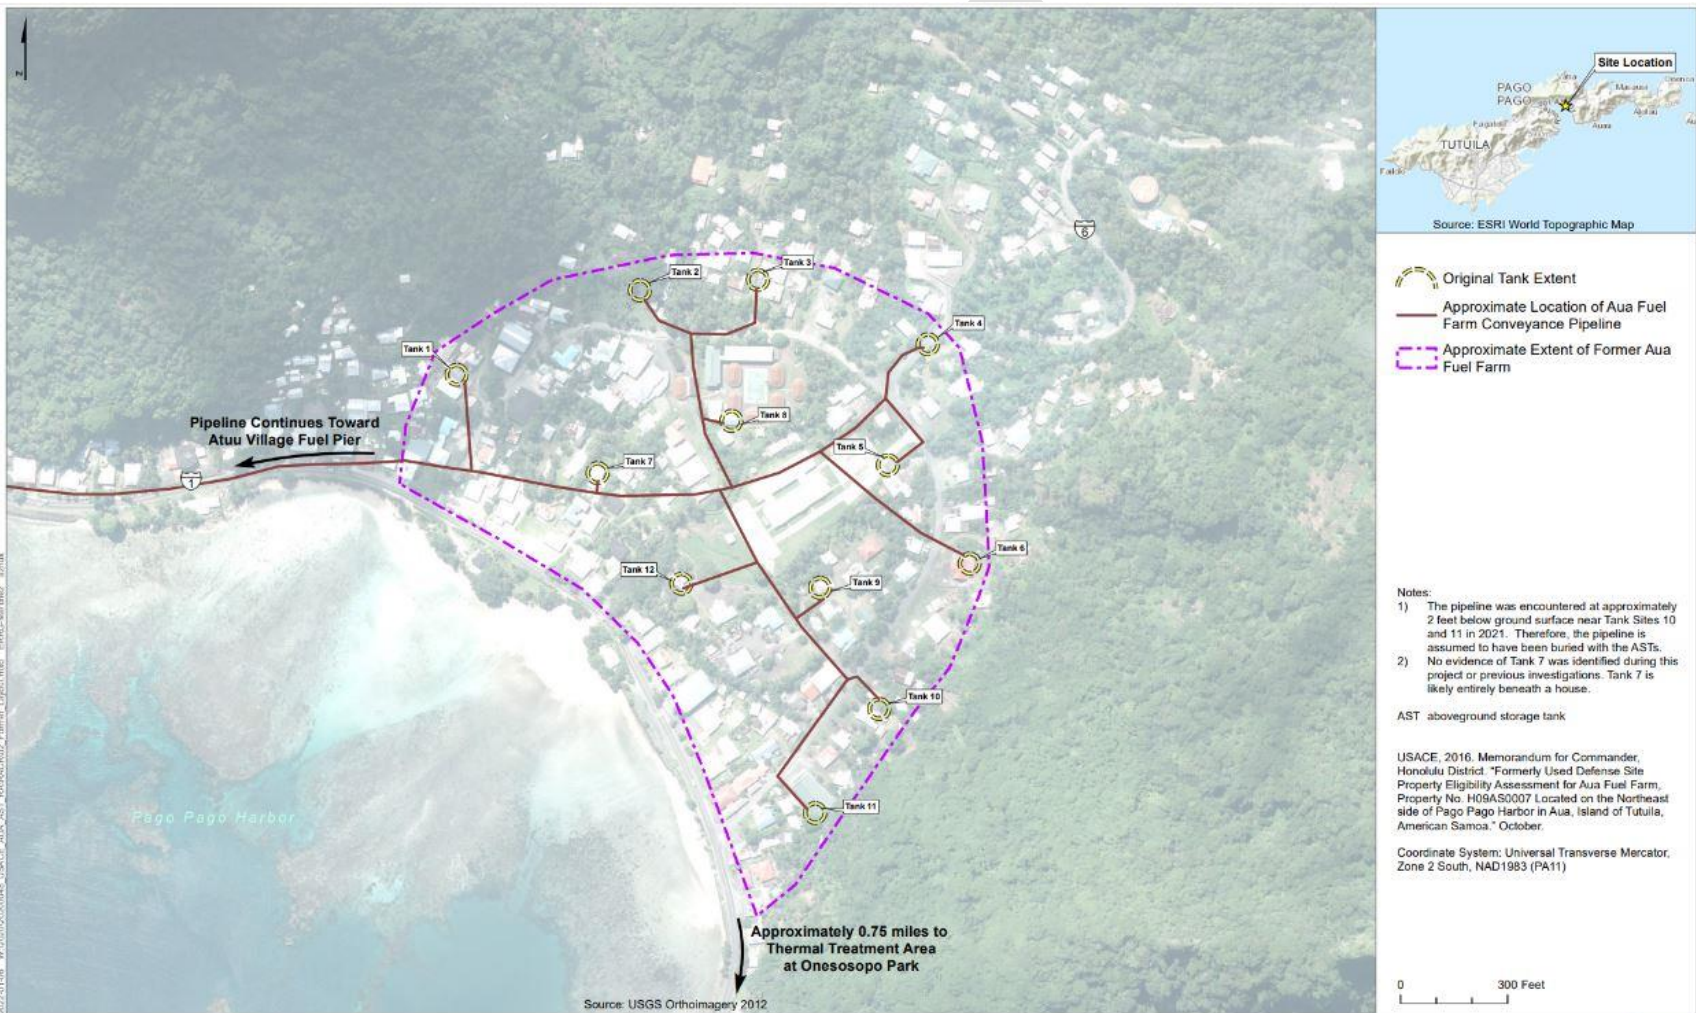 N
Tank 2
Tank 3
Tank 4
Tank 1
Tank 8
Tank 5
Tank 7
Tank 6
Tank 12
Tank 9
Tank 10
Tank 11
6
1
Pipeline Continues Toward
Atuu Village Fuel Pier
Pago Pago Harbor
Approximately 0.75 miles to
Thermal Treatment Area
at Onesosopo Park
Source: USGS Orthoimagery 2012
Site Location
PAGO
PAGO
TUTUILA
Source: ESRI World Topographic Map
Original Tank Extent
Approximate Location of Aua Fuel
Farm Conveyance Pipeline
Approximate Extent of Former Aua
Fuel Farm
Notes:
1) The pipeline was encountered at approximately
2 feet below ground surface near Tank Sites 10
and 11 in 2021. Therefore, the pipeline is
assumed to have been buried with the ASTs.
2) No evidence of Tank 7 was identified during this
project or previous investigations. Tank 7 is
likely entirely beneath a house.
AST aboveground storage tank
USACE, 2016. Memorandum for Commander,
Honolulu District. "Formerly Used Defense Site
Property Eligibility Assessment for Aua Fuel Farm,
Property No. H09AS0007 Located on the Northeast
side of Pago Pago Harbor in Aua, Island of Tutuila,
American Samoa." October.
Coordinate System: Universal Transverse Mercator,
Zone 2 South, NAD1983 (PA11)
0 300 Feet